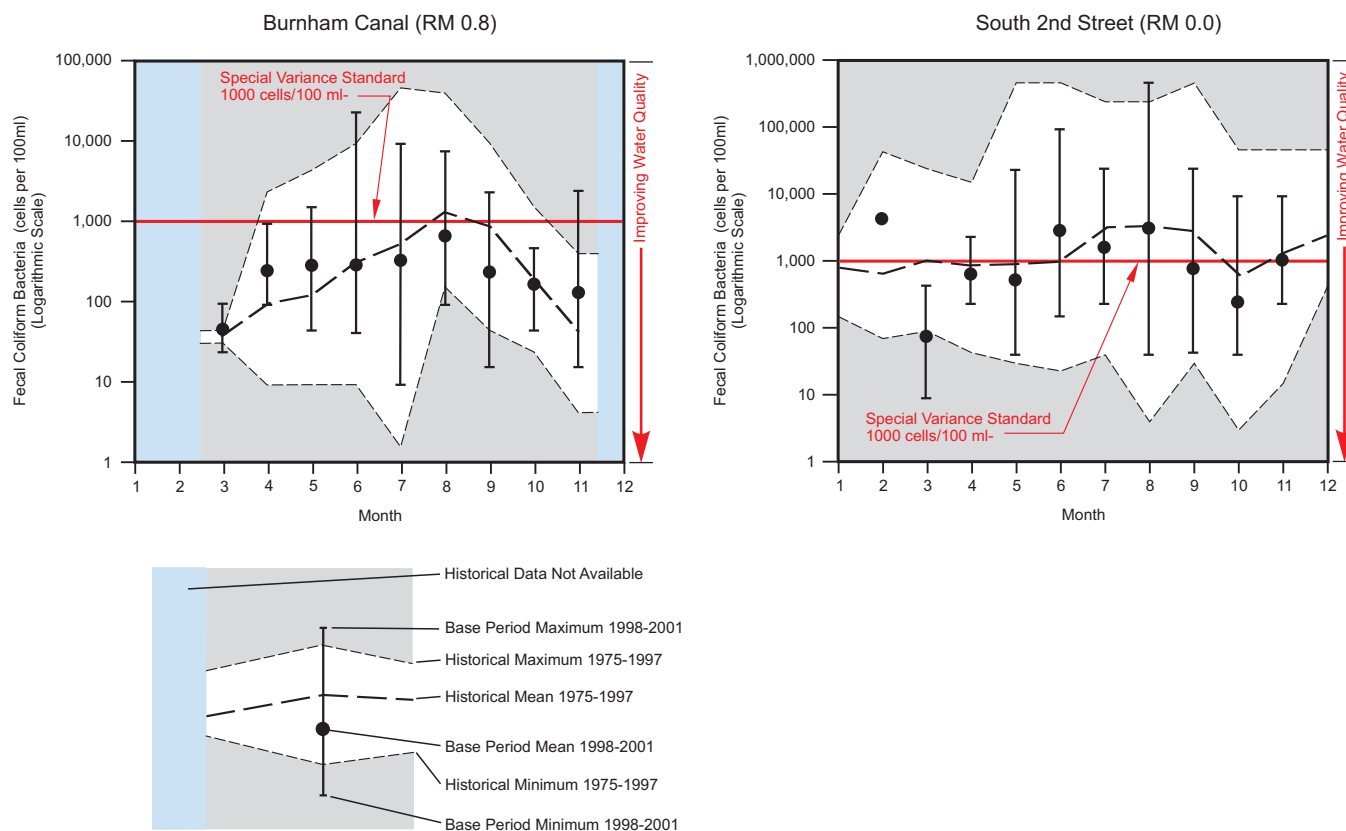 Burnham Canal (RM 0.8)
Fecal Coliform Bacteria (cells per 100ml)
(Logarithmic Scale)
100,000
10,000
1,000
100
10
1
Special Variance Standard
1000 cells/100 ml-
1 2 3 4 5 6 7 8 9 10 11 12
Month
Improving Water Quality
South 2nd Street (RM 0.0)
Fecal Coliform Bacteria (cells per 100ml)
(Logarithmic Scale)
1,000,000
100,000
10,000
1,000
100
10
1
Special Variance Standard
1000 cells/100 ml-
1 2 3 4 5 6 7 8 9 10 11 12
Month
Improving Water Quality
Historical Data Not Available
Base Period Maximum 1998-2001
Historical Maximum 1975-1997
Historical Mean 1975-1997
Base Period Mean 1998-2001
Historical Minimum 1975-1997
Base Period Minimum 1998-2001